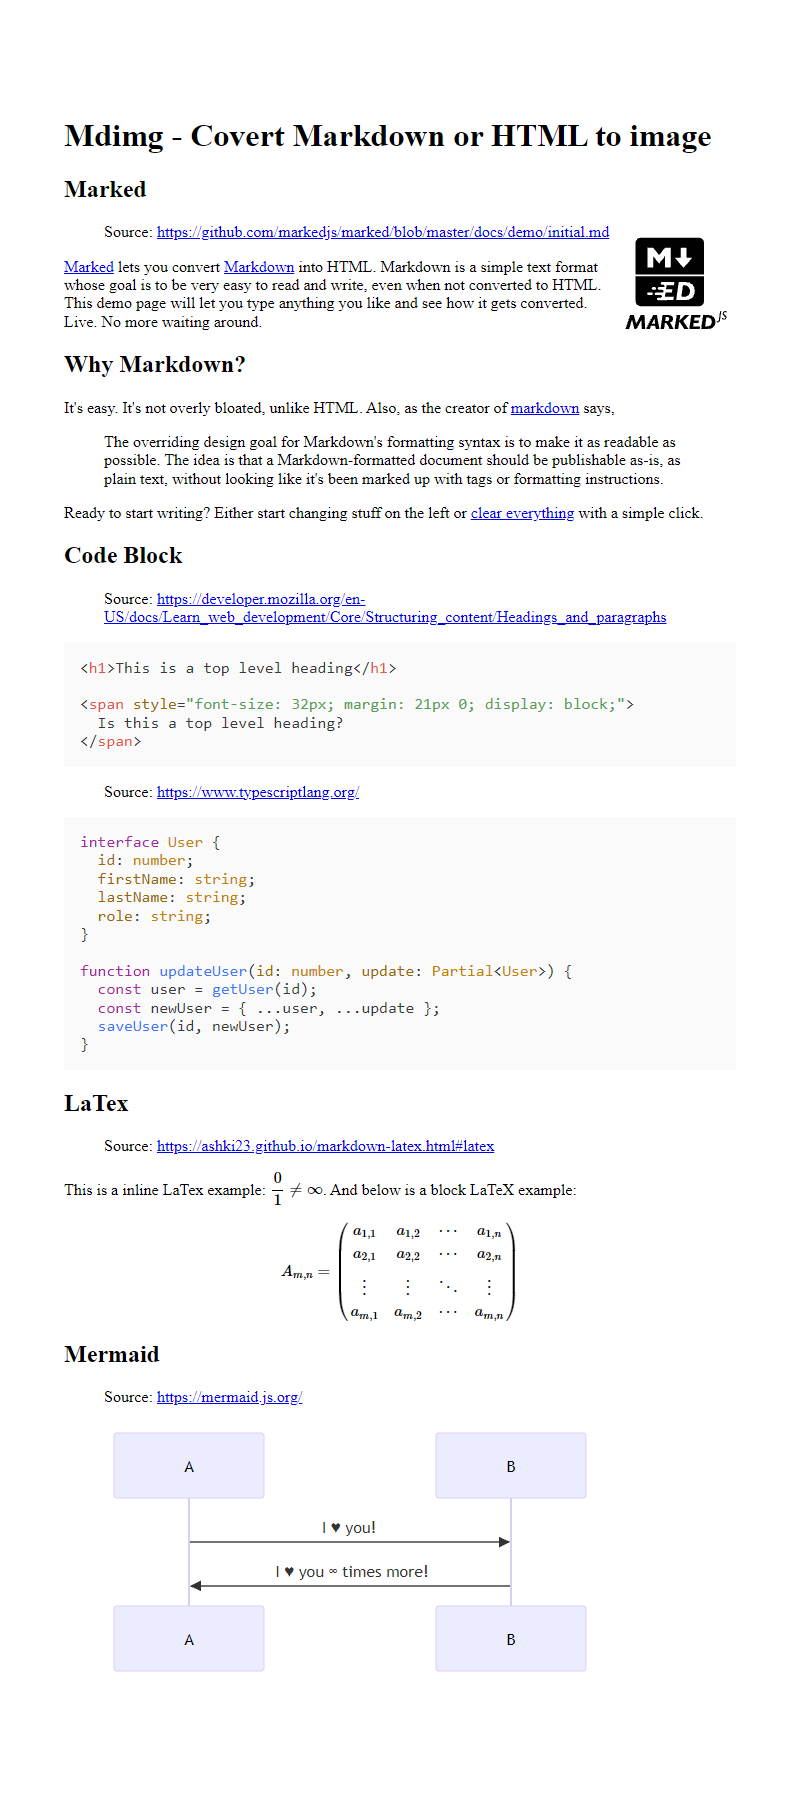 Mdimg - Covert Markdown or HTML to image
Marked
Source: https://github.com/markedjs/marked/blob/master/docs/demo/initial.md
M↓
ED
MARKED JS
Marked lets you convert Markdown into HTML. Markdown is a simple text format
whose goal is to be very easy to read and write, even when not converted to HTML.
This demo page will let you type anything you like and see how it gets converted.
Live. No more waiting around.
Why Markdown?
It's easy. It's not overly bloated, unlike HTML. Also, as the creator of markdown says,
The overriding design goal for Markdown's formatting syntax is to make it as readable as
possible. The idea is that a Markdown-formatted document should be publishable as-is, as
plain text, without looking like it's been marked up with tags or formatting instructions.
Ready to start writing? Either start changing stuff on the left or clear everything with a simple click.
Code Block
Source: https://developer.mozilla.org/en-
US/docs/Learn_web_development/Core/Structuring_content/Headings_and_paragraphs
<h1>This is a top level heading</h1>
<span style="font-size: 32px; margin: 21px 0; display: block;">
  Is this a top level heading?
</span>
Source: https://www.typescriptlang.org/
interface User {
  id: number;
  firstName: string;
  lastName: string;
  role: string;
}
function updateUser(id: number, update: Partial<User>) {
  const user = getUser(id);
  const newUser = { ...user, ...update };
  saveUser(id, newUser);
}
LaTex
Source: https://ashki23.github.io/markdown-latex.html#latex
This is a inline LaTex example: 0/1 ≠ ∞. And below is a block LaTeX example:
A_{m,n} = 
a_{1,1} a_{1,2} ⋯ a_{1,n}
a_{2,1} a_{2,2} ⋯ a_{2,n}
⋮ ⋮ ⋱ ⋮
a_{m,1} a_{m,2} ⋯ a_{m,n}
Mermaid
Source: https://mermaid.js.org/
A B
I ♥ you!
I ♥ you ∞ times more!
A B